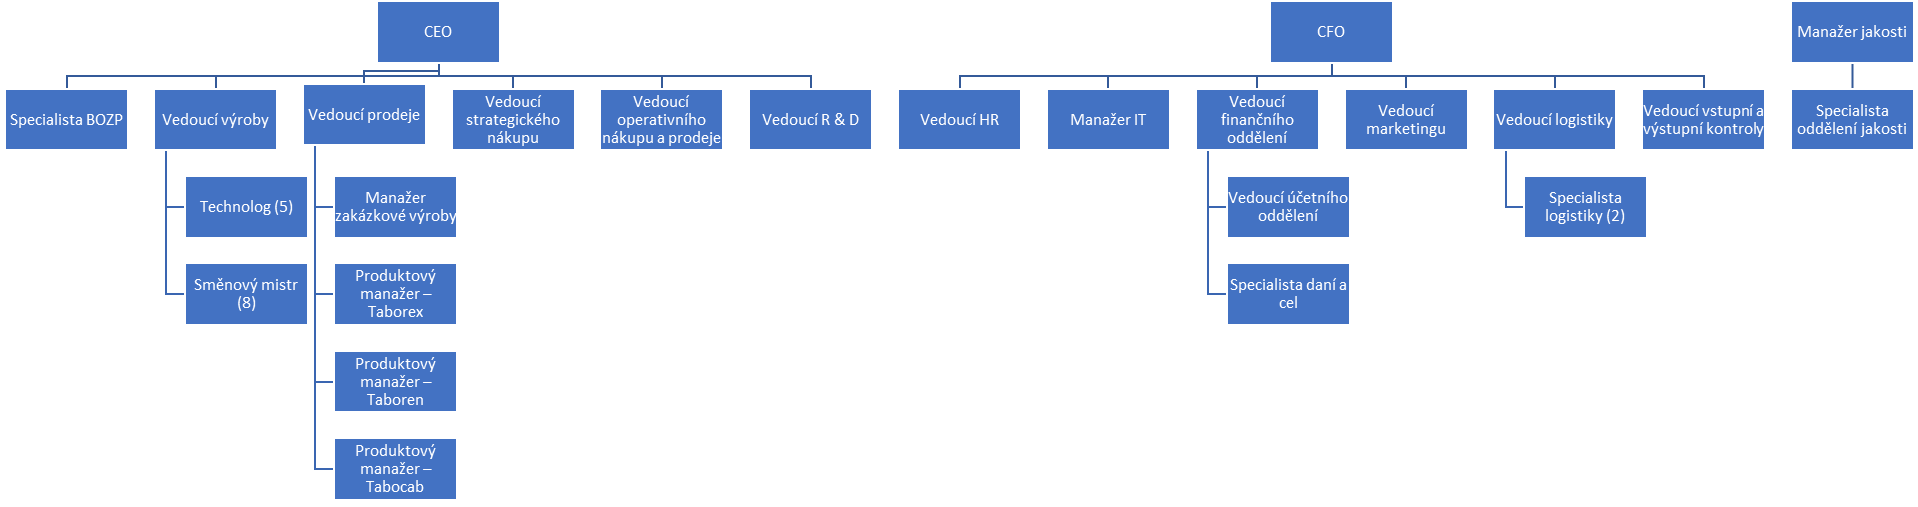 CEO
CFO
Manažer jakosti
Specialista BOZP
Vedoucí výroby
Vedoucí prodeje
Vedoucí
strategického
nákupu
Vedoucí
operativního
nákupu a prodeje
Vedoucí R & D
Vedoucí HR
Manažer IT
Vedoucí
finančního
oddělení
Vedoucí
marketingu
Vedoucí logistiky
Vedoucí vstupní a
výstupní kontroly
Specialista
oddělení jakosti
Technolog (5)
Manažer
zakázkové výroby
Vedoucí účetního
oddělení
Specialista
logistiky (2)
Směnový mistr
(8)
Produktový
manažer –
Taborex
Specialista daní a
cel
Produktový
manažer –
Taboren
Produktový
manažer –
Tabocab